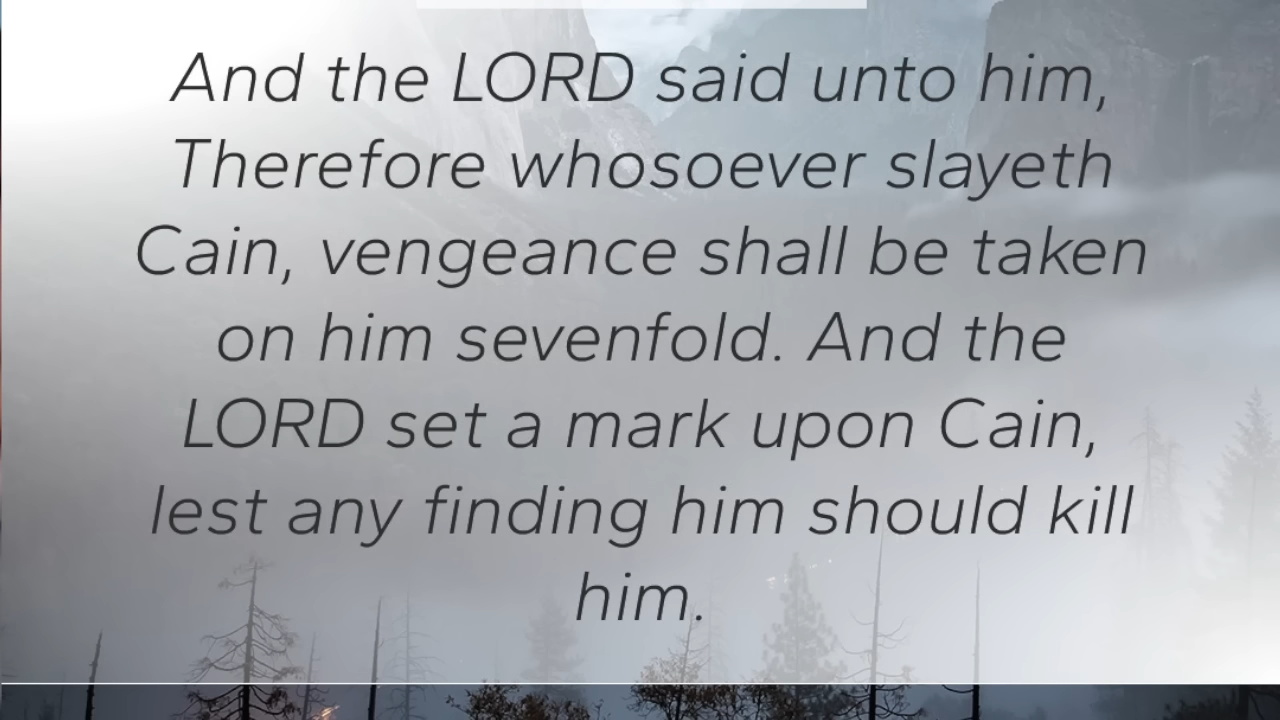 And the LORD said unto him,
Therefore whosoever slayeth
Cain, vengeance shall be taken
on him sevenfold. And the
LORD set a mark upon Cain,
lest any finding him should kill
him.